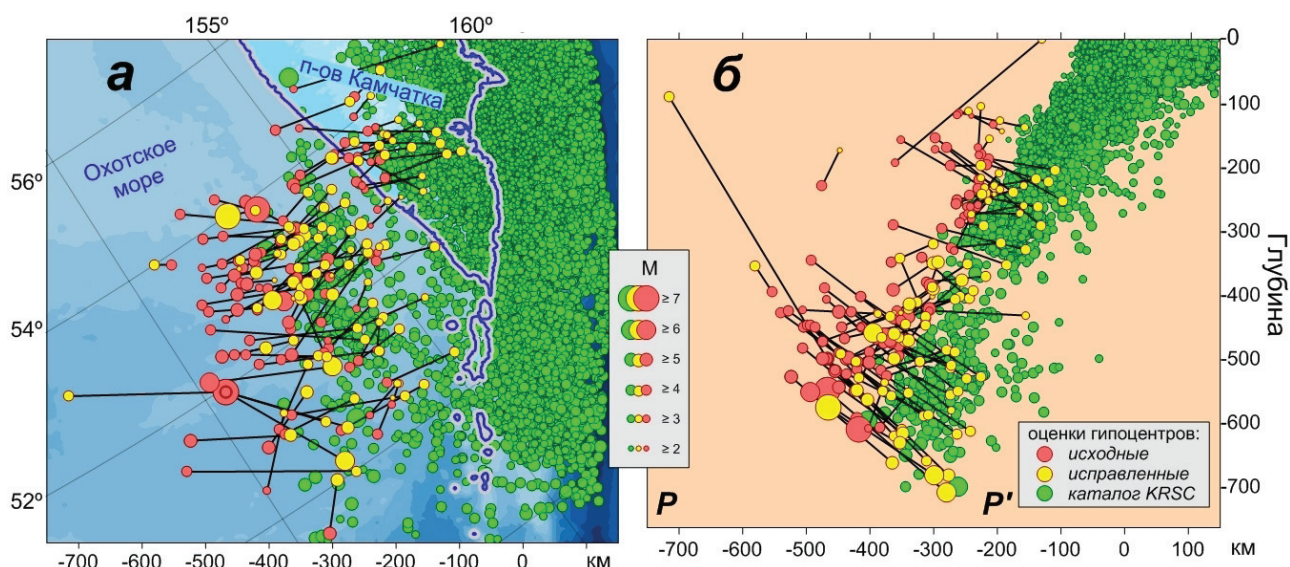 155º
160º
а
п-ов Камчатка
Охотское
море
56º
54º
52º
-700
-600
-500
-400
-300
-200
-100
0
км
M
≥ 7
≥ 6
≥ 5
≥ 4
≥ 3
≥ 2
б
0
-100
-200
-300
-400
-500
-600
-700
Глубина
оценки гипоцентров:
исходные
исправленные
каталог KRSC
P
P'
-700
-600
-500
-400
-300
-200
-100
0
100
км